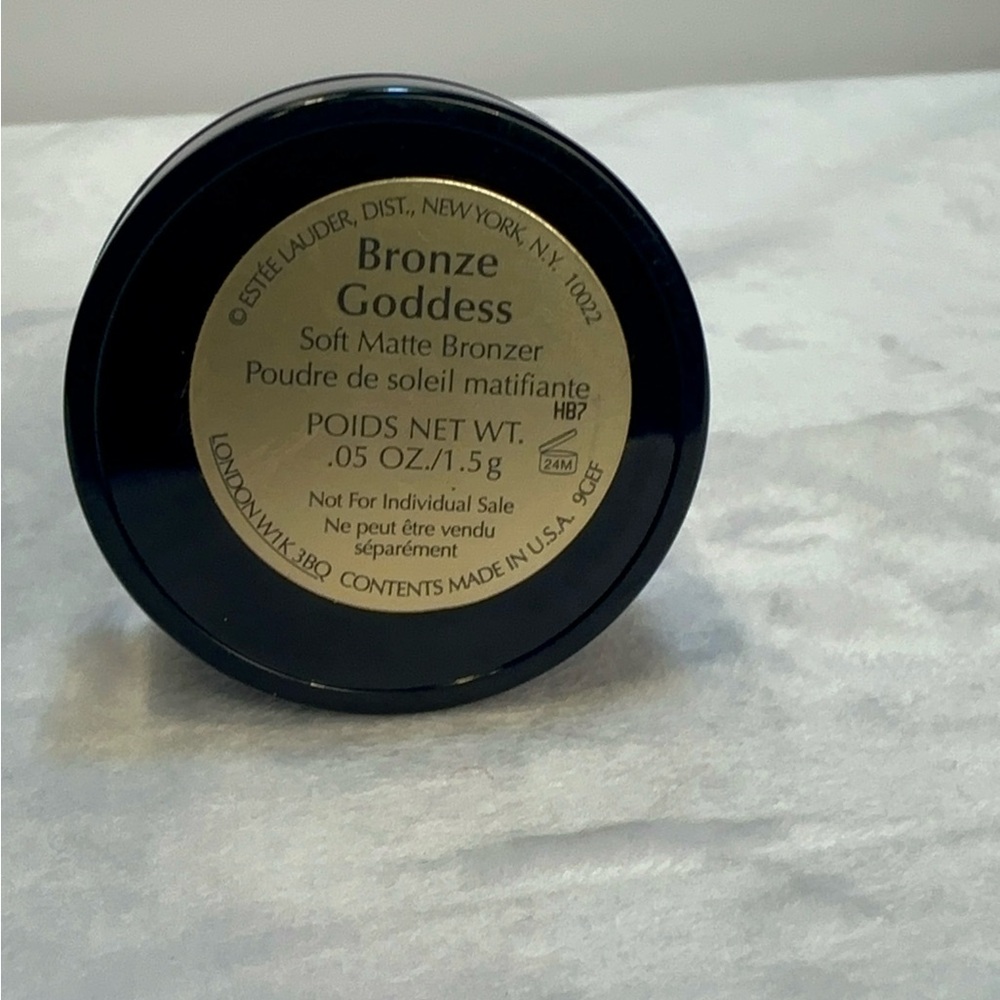 © ESTÉE LAUDER, DIST., NEW YORK, N.Y. 10022
Bronze
Goddess
Soft Matte Bronzer
Poudre de soleil matifiante
HB7
POIDS NET WT.
.05 OZ./1.5g
24M
Not For Individual Sale
Ne peut être vendu
séparément
LONDON W1K 3BQ CONTENTS MADE IN U.S.A. 9GEF